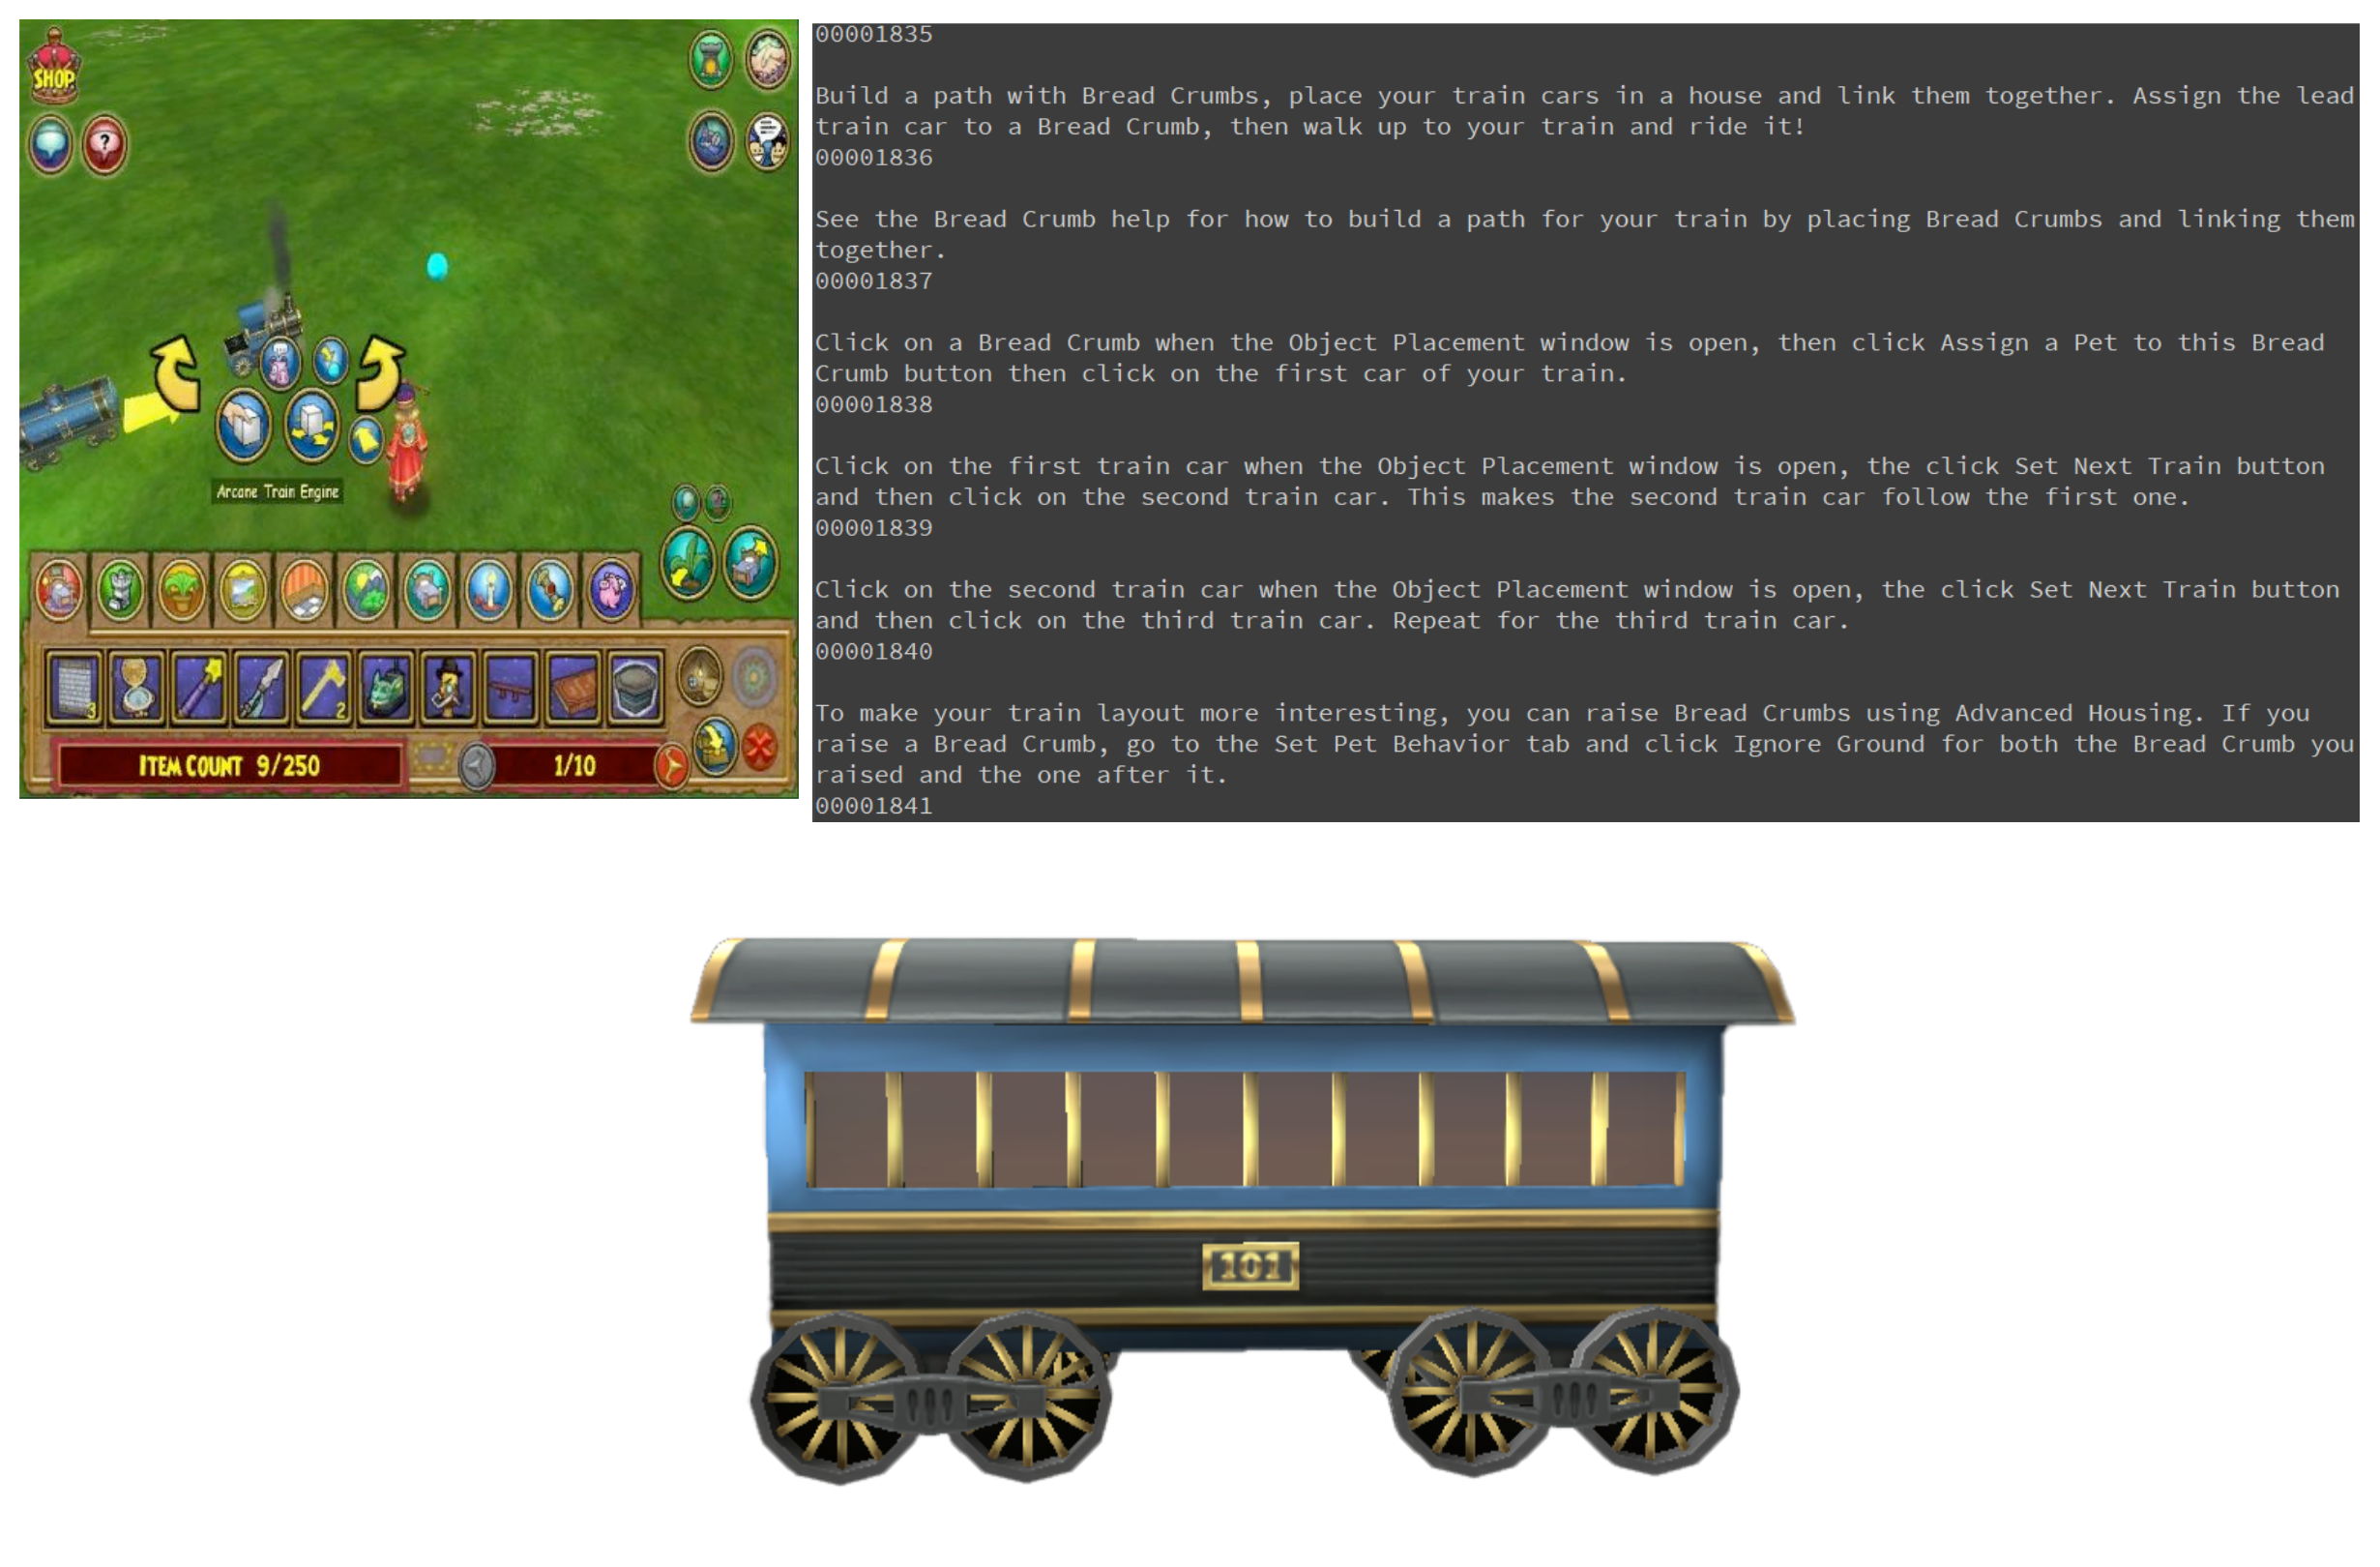 SHOP
?
Arcane Train Engine
3
2
ITEM COUNT 9/250
1/10
00001835
Build a path with Bread Crumbs, place your train cars in a house and link them together. Assign the lead
train car to a Bread Crumb, then walk up to your train and ride it!
00001836
See the Bread Crumb help for how to build a path for your train by placing Bread Crumbs and linking them
together.
00001837
Click on a Bread Crumb when the Object Placement window is open, then click Assign a Pet to this Bread
Crumb button then click on the first car of your train.
00001838
Click on the first train car when the Object Placement window is open, the click Set Next Train button
and then click on the second train car. This makes the second train car follow the first one.
00001839
Click on the second train car when the Object Placement window is open, the click Set Next Train button
and then click on the third train car. Repeat for the third train car.
00001840
To make your train layout more interesting, you can raise Bread Crumbs using Advanced Housing. If you
raise a Bread Crumb, go to the Set Pet Behavior tab and click Ignore Ground for both the Bread Crumb you
raised and the one after it.
00001841
101